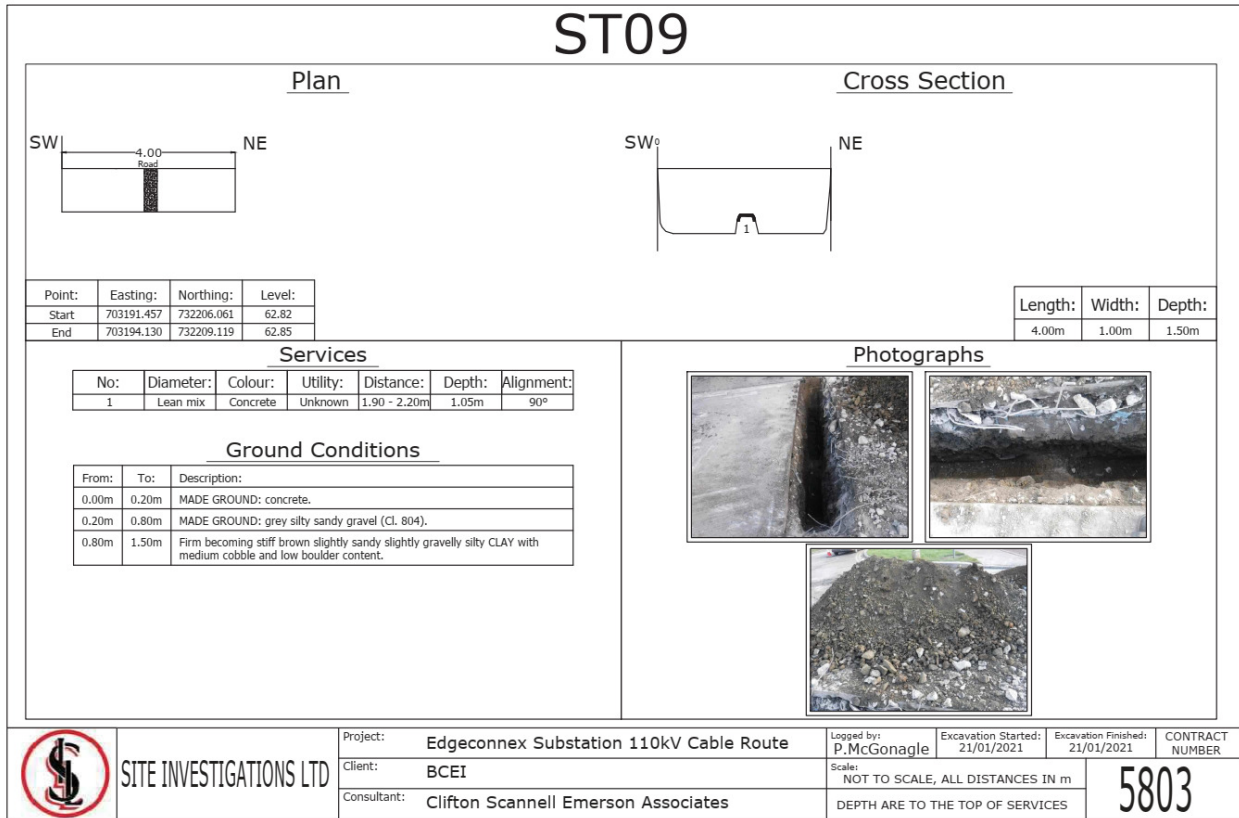 ST09
Plan
SW
NE
4.00
Road
Point: Easting: Northing: Level:
Start 703191.457 732206.061 62.82
End 703194.130 732209.119 62.85
Cross Section
SW 0
NE
1
Length: Width: Depth:
4.00m 1.00m 1.50m
Services
No: Diameter: Colour: Utility: Distance: Depth: Alignment:
1 Lean mix Concrete Unknown 1.90 - 2.20m 1.05m 90°
Ground Conditions
From: To: Description:
0.00m 0.20m MADE GROUND: concrete.
0.20m 0.80m MADE GROUND: grey silty sandy gravel (Cl. 804).
0.80m 1.50m Firm becoming stiff brown slightly sandy slightly gravelly silty CLAY with
medium cobble and low boulder content.
Photographs
SIL
SITE INVESTIGATIONS LTD
Project: Edgeconnex Substation 110kV Cable Route
Client: BCEI
Consultant: Clifton Scannell Emerson Associates
Logged by:
P.McGonagle
Excavation Started:
21/01/2021
Excavation Finished:
21/01/2021
CONTRACT
NUMBER
Scale:
NOT TO SCALE, ALL DISTANCES IN m
DEPTH ARE TO THE TOP OF SERVICES
5803